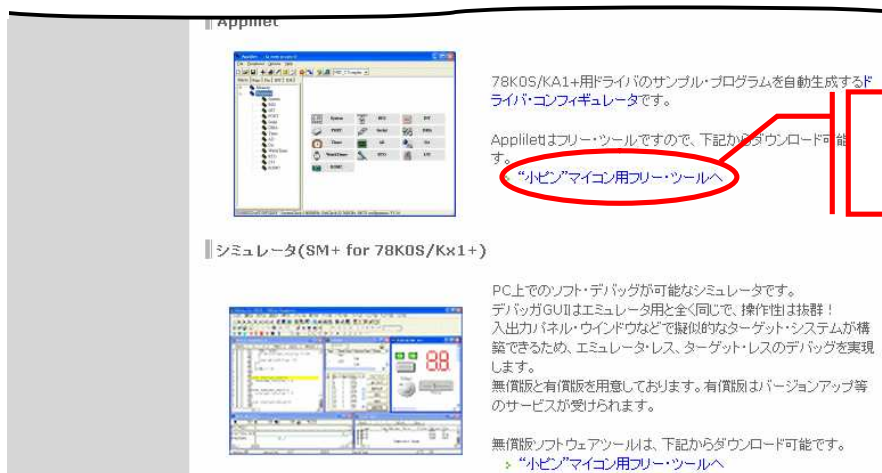 Applilet
78K0S/KA1+用ドライバのサンプル・プログラムを自動生成するド
ライバ・コンフィギュレータです。
Appliletはフリー・ツールですので、下記からダウンロード可能
す。
“小ピン”マイコン用フリー・ツールへ
シミュレータ(SM+ for 78K0S/Kx1+)
PC上でのソフト・デバッグが可能なシミュレータです。
デバッガGUIはエミュレータ用と全く同じで、操作性は抜群！
入出力パネル・ウインドウなどで擬似的なターゲット・システムが構
築できるため、エミュレータ・レス、ターゲット・レスのデバッグを実現
します。
無償版と有償版を用意しております。有償版はバージョンアップ等
のサービスが受けられます。
無償版ソフトウェアツールは、下記からダウンロード可能です。
“小ピン”マイコン用フリー・ツールへ